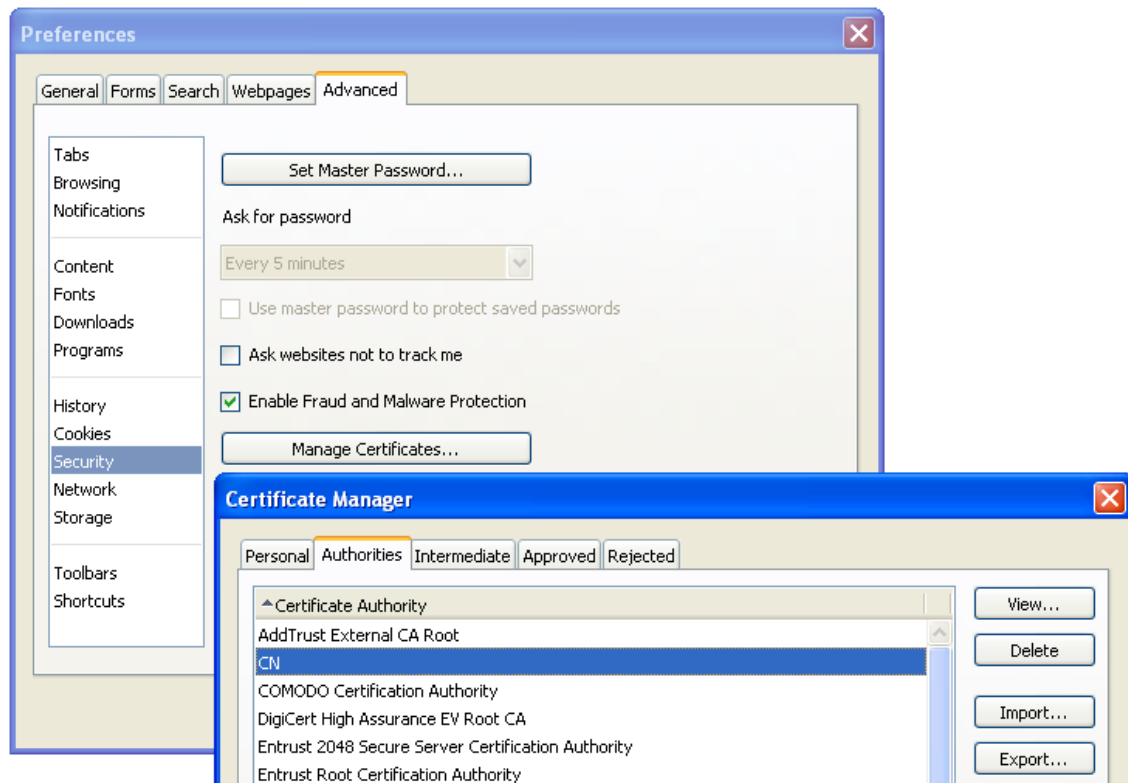 Preferences
General Forms Search Webpages Advanced
Tabs
Browsing
Notifications
Content
Fonts
Downloads
Programs
History
Cookies
Security
Network
Storage
Toolbars
Shortcuts
Set Master Password...
Ask for password
Every 5 minutes
Use master password to protect saved passwords
Ask websites not to track me
Enable Fraud and Malware Protection
Manage Certificates...
Certificate Manager
Personal Authorities Intermediate Approved Rejected
Certificate Authority
AddTrust External CA Root
CN
COMODO Certification Authority
DigiCert High Assurance EV Root CA
Entrust 2048 Secure Server Certification Authority
Entrust Root Certification Authority
View...
Delete
Import...
Export...